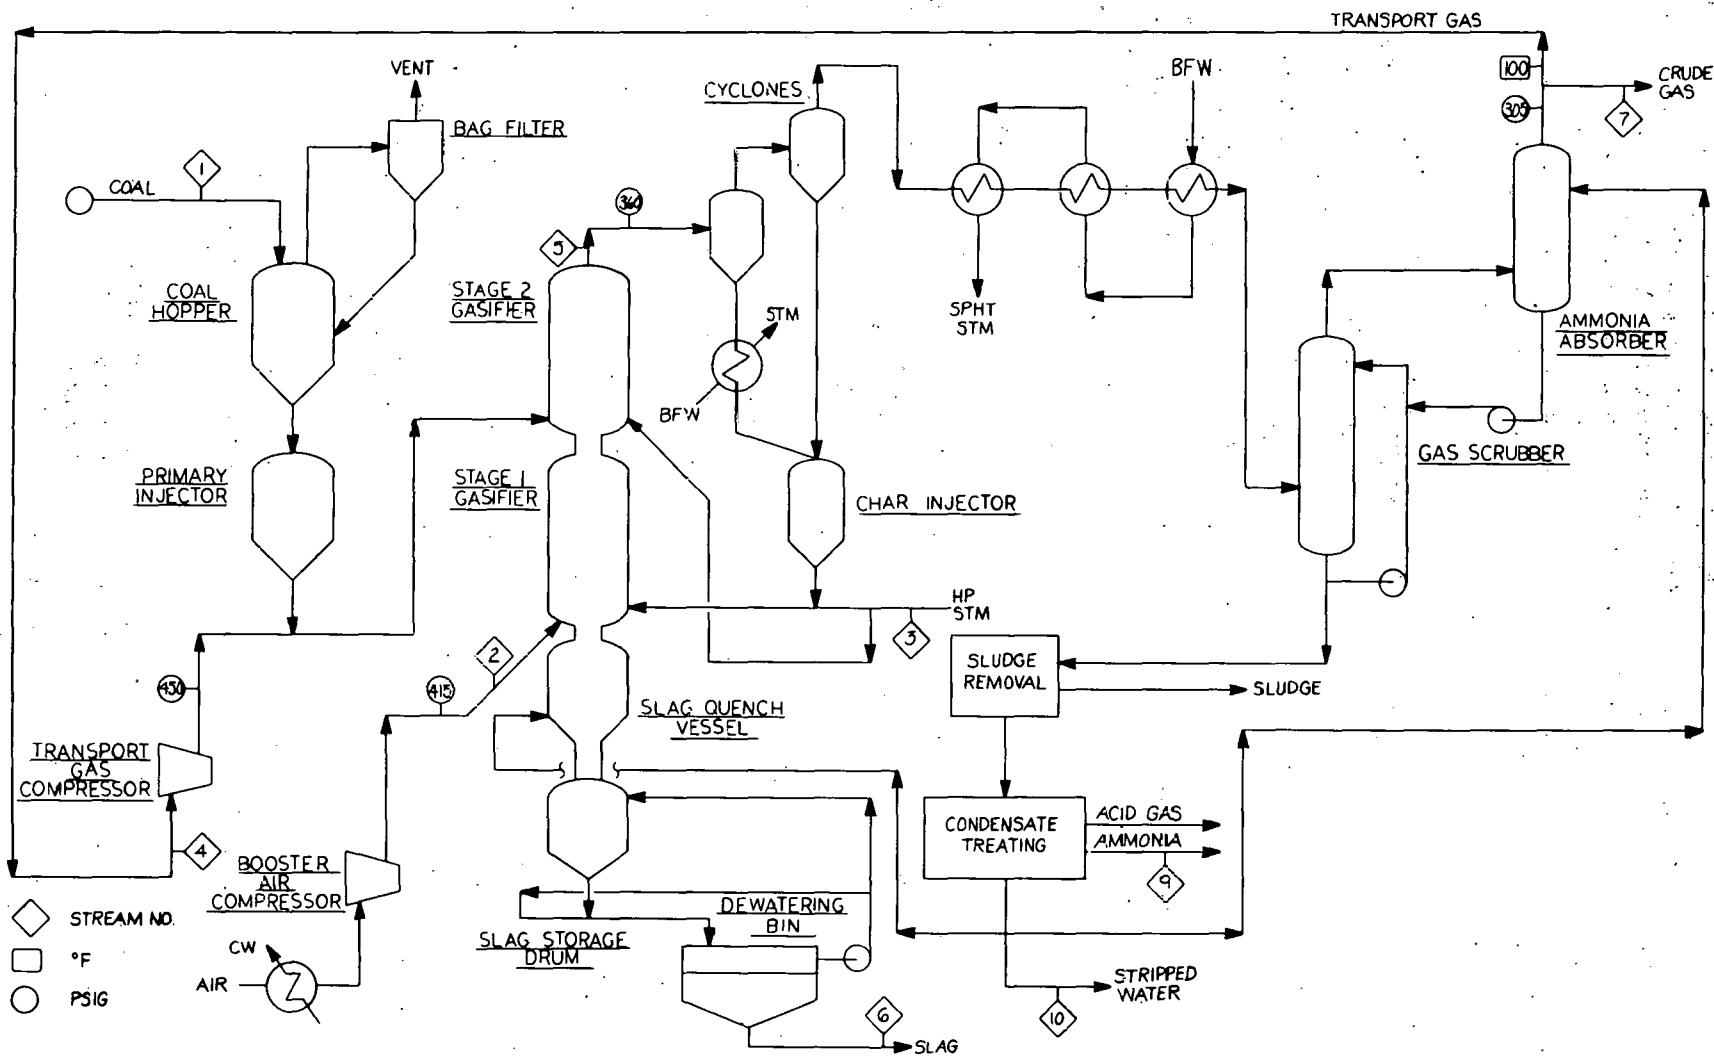 TRANSPORT GAS
100
CRUDE
GAS
305
7
VENT
BAG FILTER
CYCLONES
BFW
1
COAL
360
5
COAL
HOPPER
STAGE 2
GASIFIER
STM
BFW
SPHT
STM
AMMONIA
ABSORBER
PRIMARY
INJECTOR
STAGE 1
GASIFIER
CHAR INJECTOR
GAS SCRUBBER
HP
STM
3
2
415
450
SLUDGE
REMOVAL
SLUDGE
SLAG QUENCH
VESSEL
TRANSPORT
GAS
COMPRESSOR
4
CONDENSATE
TREATING
ACID GAS
AMMONIA
9
BOOSTER
AIR
COMPRESSOR
DEWATERING
BIN
SLAG STORAGE
DRUM
STREAM NO.
°F
PSIG
CW
AIR
STRIPPED
WATER
10
6
SLAG